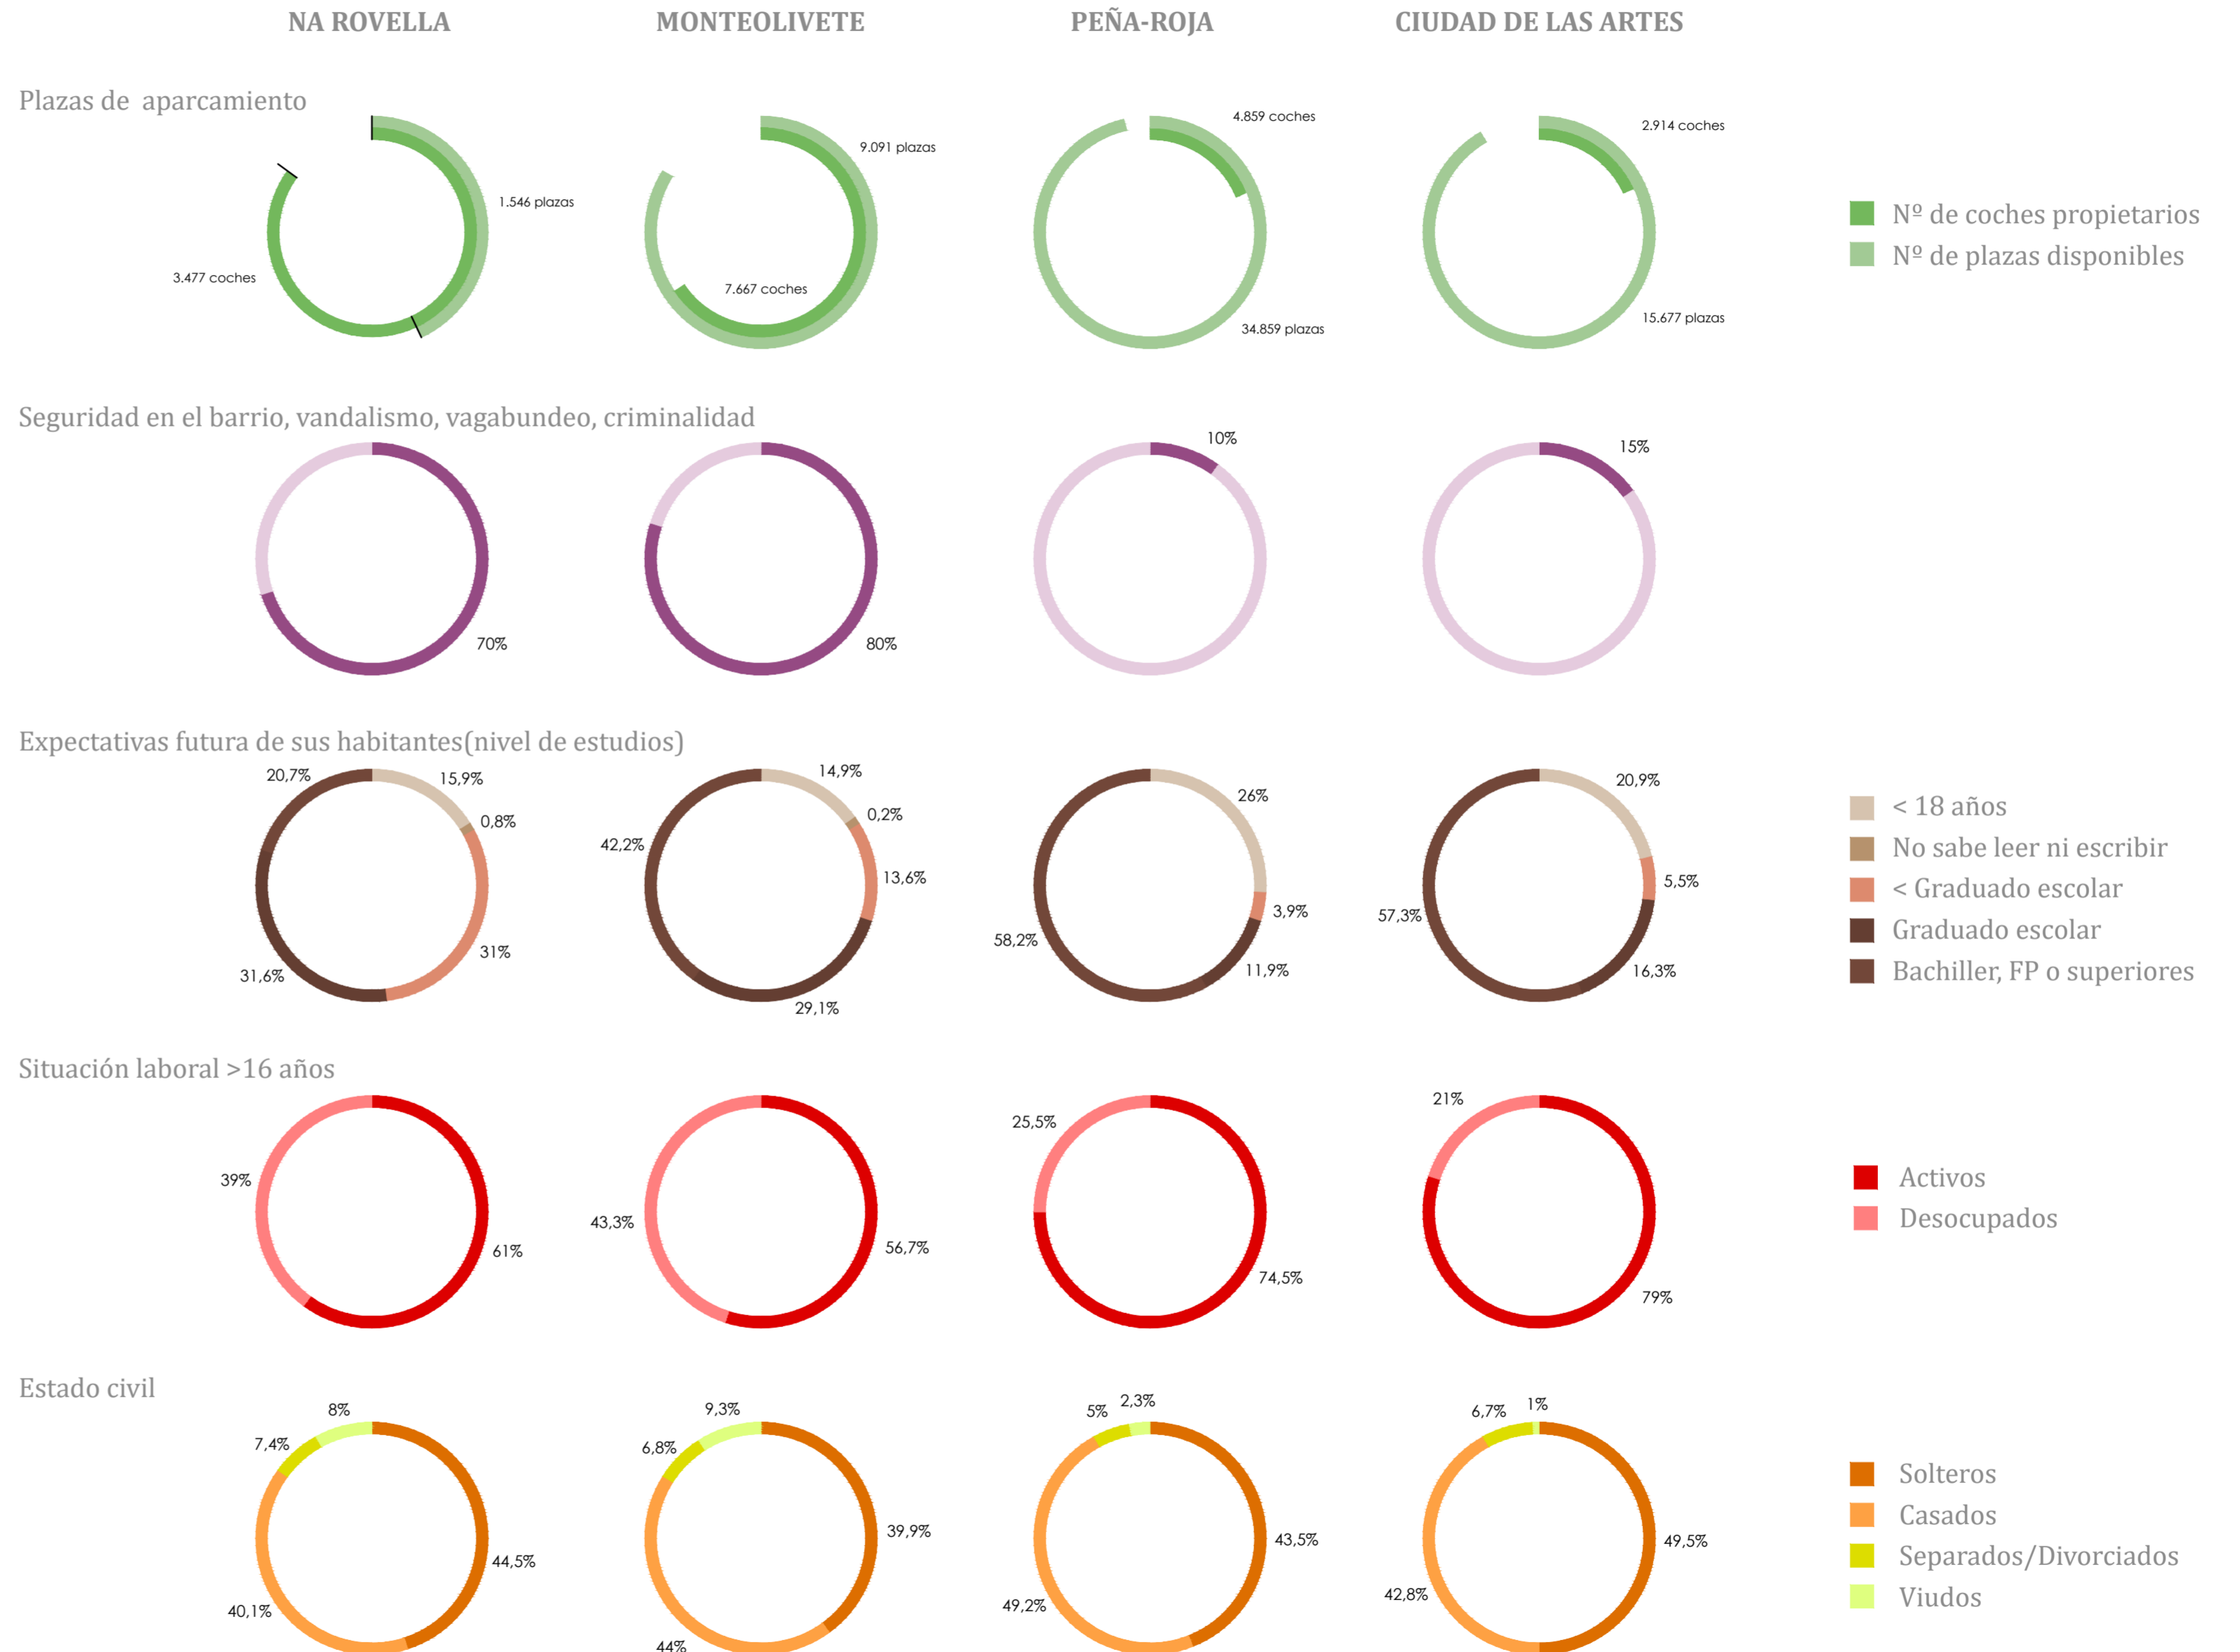 NA ROVELLA
MONTEOLIVETE
PEÑA-ROJA
CIUDAD DE LAS ARTES
Plazas de  aparcamiento
1.546 plazas
3.477 coches
9.091 plazas
7.667 coches
4.859 coches
34.859 plazas
2.914 coches
15.677 plazas
Nº de coches propietarios
Nº de plazas disponibles
Seguridad en el barrio, vandalismo, vagabundeo, criminalidad
70%
80%
10%
15%
Expectativas futura de sus habitantes(nivel de estudios)
20,7%
15,9%
0,8%
31%
31,6%
14,9%
0,2%
42,2%
13,6%
29,1%
26%
3,9%
58,2%
11,9%
20,9%
5,5%
57,3%
16,3%
< 18 años
No sabe leer ni escribir
< Graduado escolar
Graduado escolar
Bachiller, FP o superiores
Situación laboral >16 años
39%
61%
43,3%
56,7%
25,5%
74,5%
21%
79%
Activos
Desocupados
Estado civil
8%
7,4%
44,5%
40,1%
9,3%
6,8%
39,9%
44%
5%
2,3%
43,5%
49,2%
6,7%
1%
49,5%
42,8%
Solteros
Casados
Separados/Divorciados
Viudos